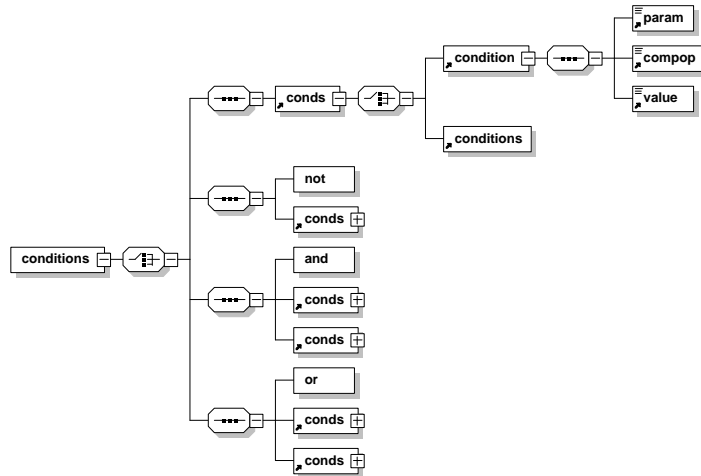 param
condition
compop
conds
value
conditions
not
conds
conditions
and
conds
conds
or
conds
conds